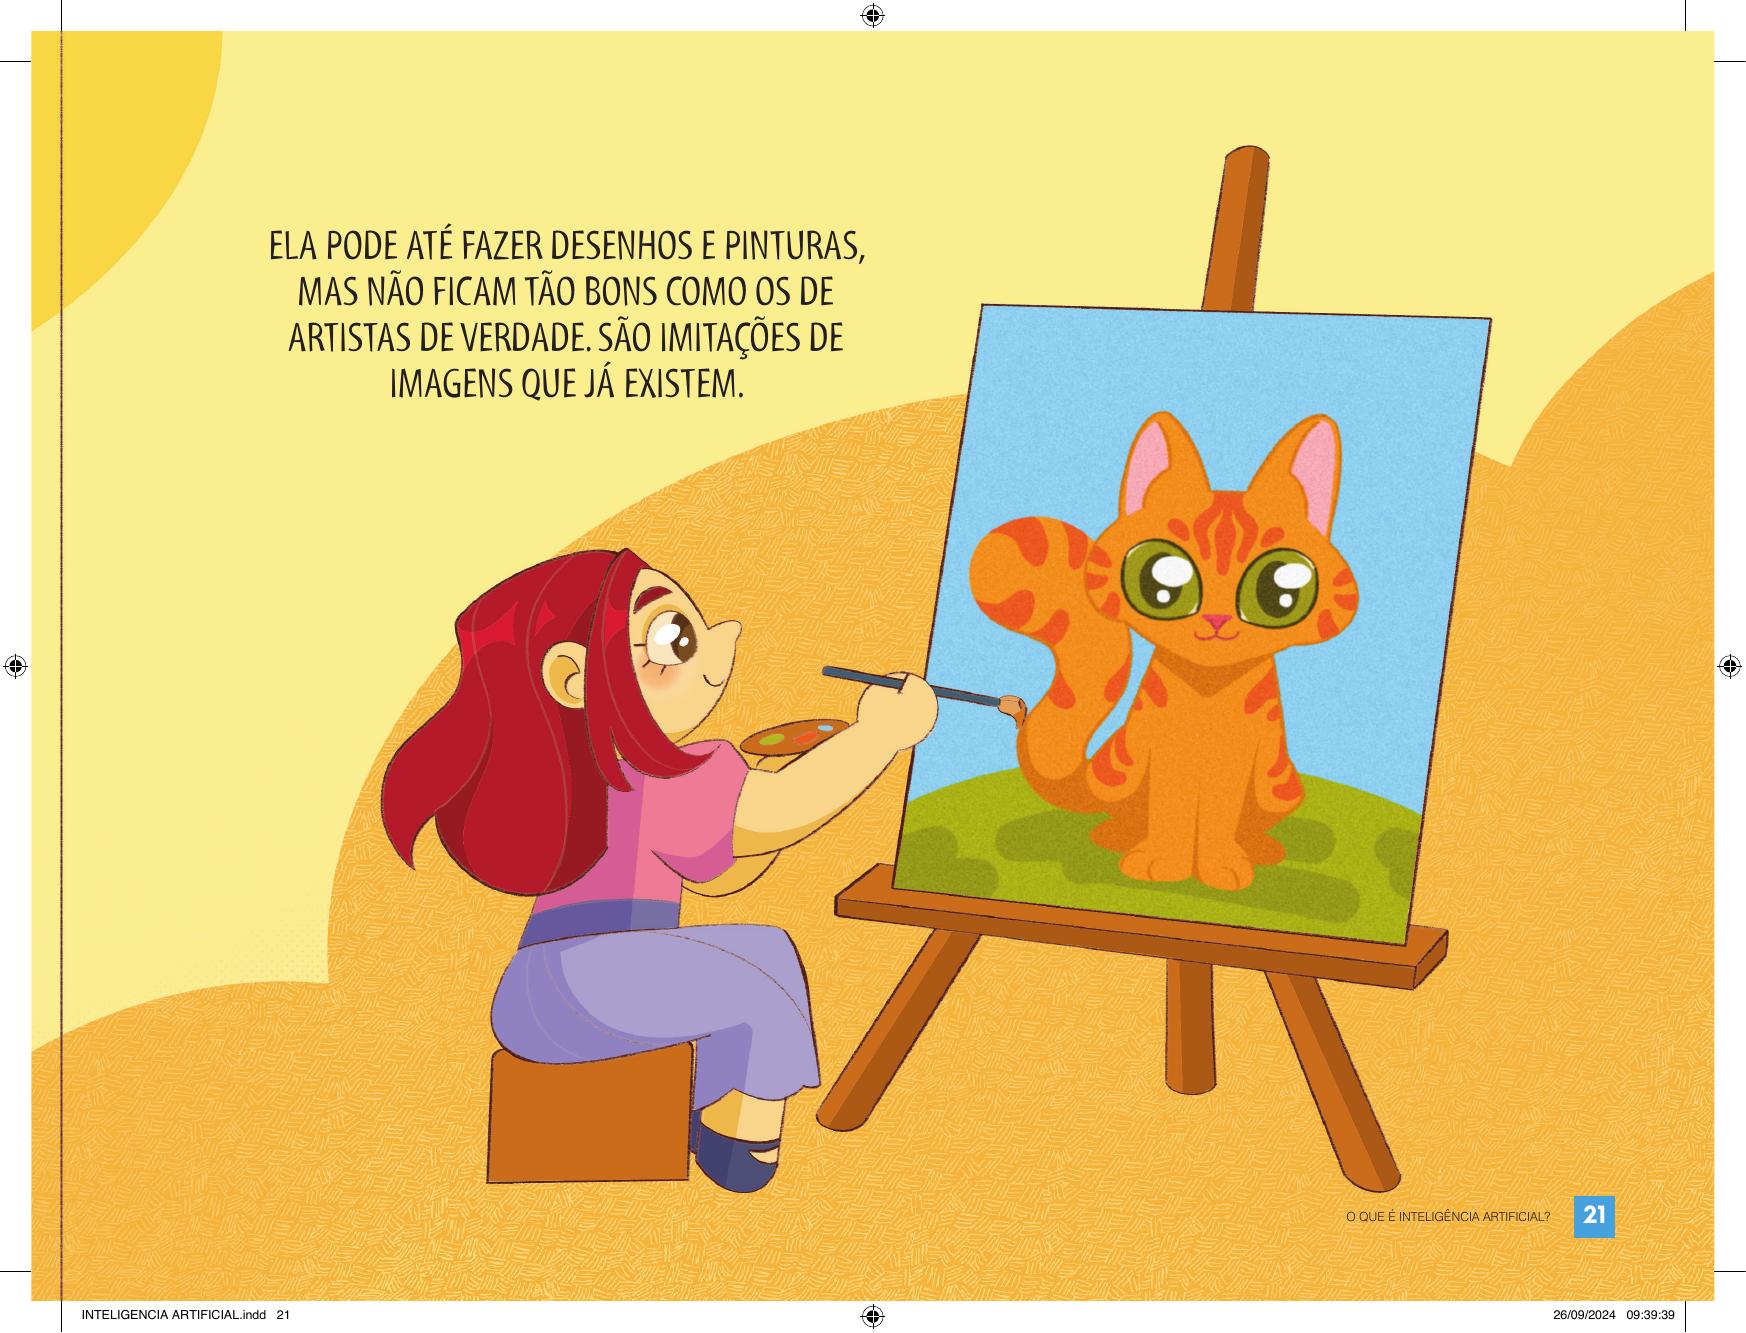 ELA PODE ATÉ FAZER DESENHOS E PINTURAS,
MAS NÃO FICAM TÃO BONS COMO OS DE
ARTISTAS DE VERDADE. SÃO IMITAÇÕES DE
IMAGENS QUE JÁ EXISTEM.
O QUE É INTELIGÊNCIA ARTIFICIAL? 21
INTELIGENCIA ARTIFICIAL.indd 21 26/09/2024 09:39:39